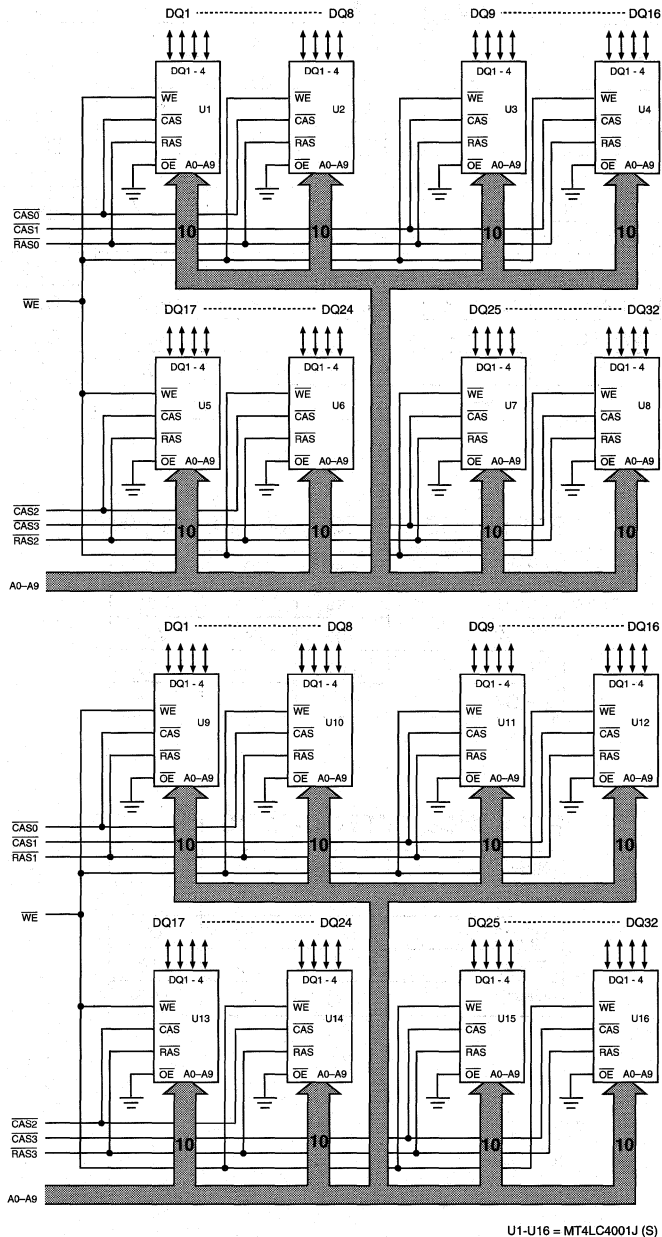 DQ1 DQ8 DQ9 DQ16
DQ1 - 4 DQ1 - 4 DQ1 - 4 DQ1 - 4
WE WE WE WE
U1 U2 U3 U4
CAS CAS CAS CAS
RAS RAS RAS RAS
OE A0–A9 OE A0–A9 OE A0–A9 OE A0–A9
CAS0
CAS1
10 10 10 10
RAS0
WE
DQ17 DQ24 DQ25 DQ32
DQ1 - 4 DQ1 - 4 DQ1 - 4 DQ1 - 4
WE WE WE WE
U5 U6 U7 U8
CAS CAS CAS CAS
RAS RAS RAS RAS
OE A0–A9 OE A0–A9 OE A0–A9 OE A0–A9
CAS2
CAS3
10 10 10 10
RAS2
A0–A9
DQ1 DQ8 DQ9 DQ16
DQ1 - 4 DQ1 - 4 DQ1 - 4 DQ1 - 4
WE WE WE WE
U9 U10 U11 U12
CAS CAS CAS CAS
RAS RAS RAS RAS
OE A0–A9 OE A0–A9 OE A0–A9 OE A0–A9
CAS0
CAS1
10 10 10 10
RAS1
WE
DQ17 DQ24 DQ25 DQ32
DQ1 - 4 DQ1 - 4 DQ1 - 4 DQ1 - 4
WE WE WE WE
U13 U14 U15 U16
CAS CAS CAS CAS
RAS RAS RAS RAS
OE A0–A9 OE A0–A9 OE A0–A9 OE A0–A9
CAS2
CAS3
10 10 10 10
RAS3
A0–A9
U1-U16 = MT4LC4001J (S)